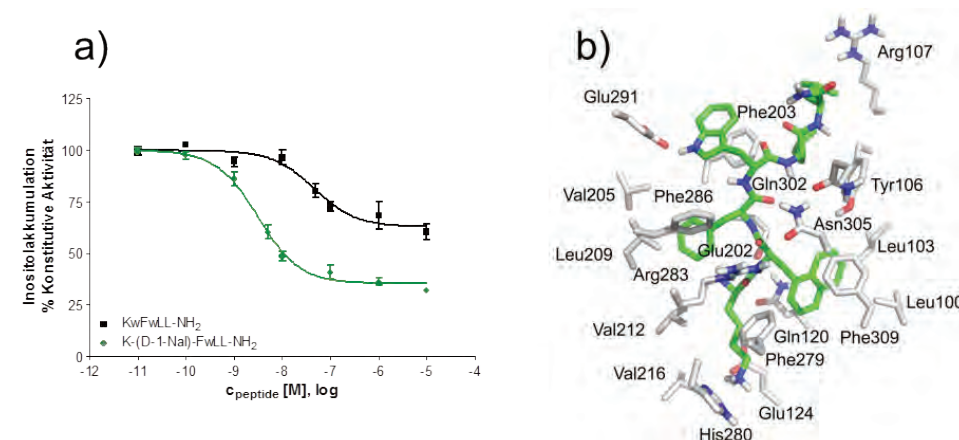 a)
Inositolakkumulation
% Konstitutive Aktivität
125
100
75
50
25
0
-12
-11
-10
-9
-8
-7
-6
-5
-4
KwFwLL-NH2
K-(D-1-Nal)-FwLL-NH2
cpeptide [M], log
b)
Arg107
Glu291
Phe203
Val205
Phe286
Gln302
Tyr106
Asn305
Leu209
Glu202
Leu103
Arg283
Leu100
Val212
Gln120
Phe309
Phe279
Val216
Glu124
His280